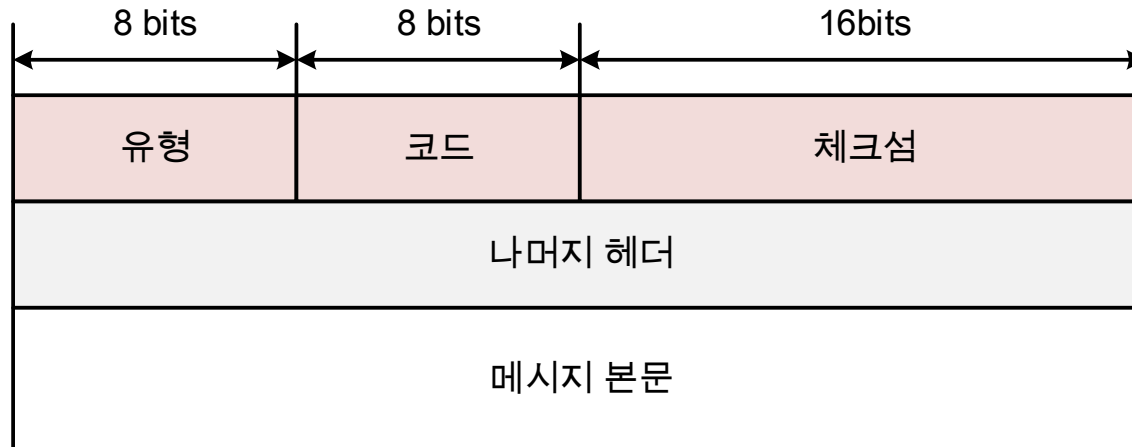 8 bits 8 bits 16bits
유형 코드 체크섬
나머지 헤더
메시지 본문